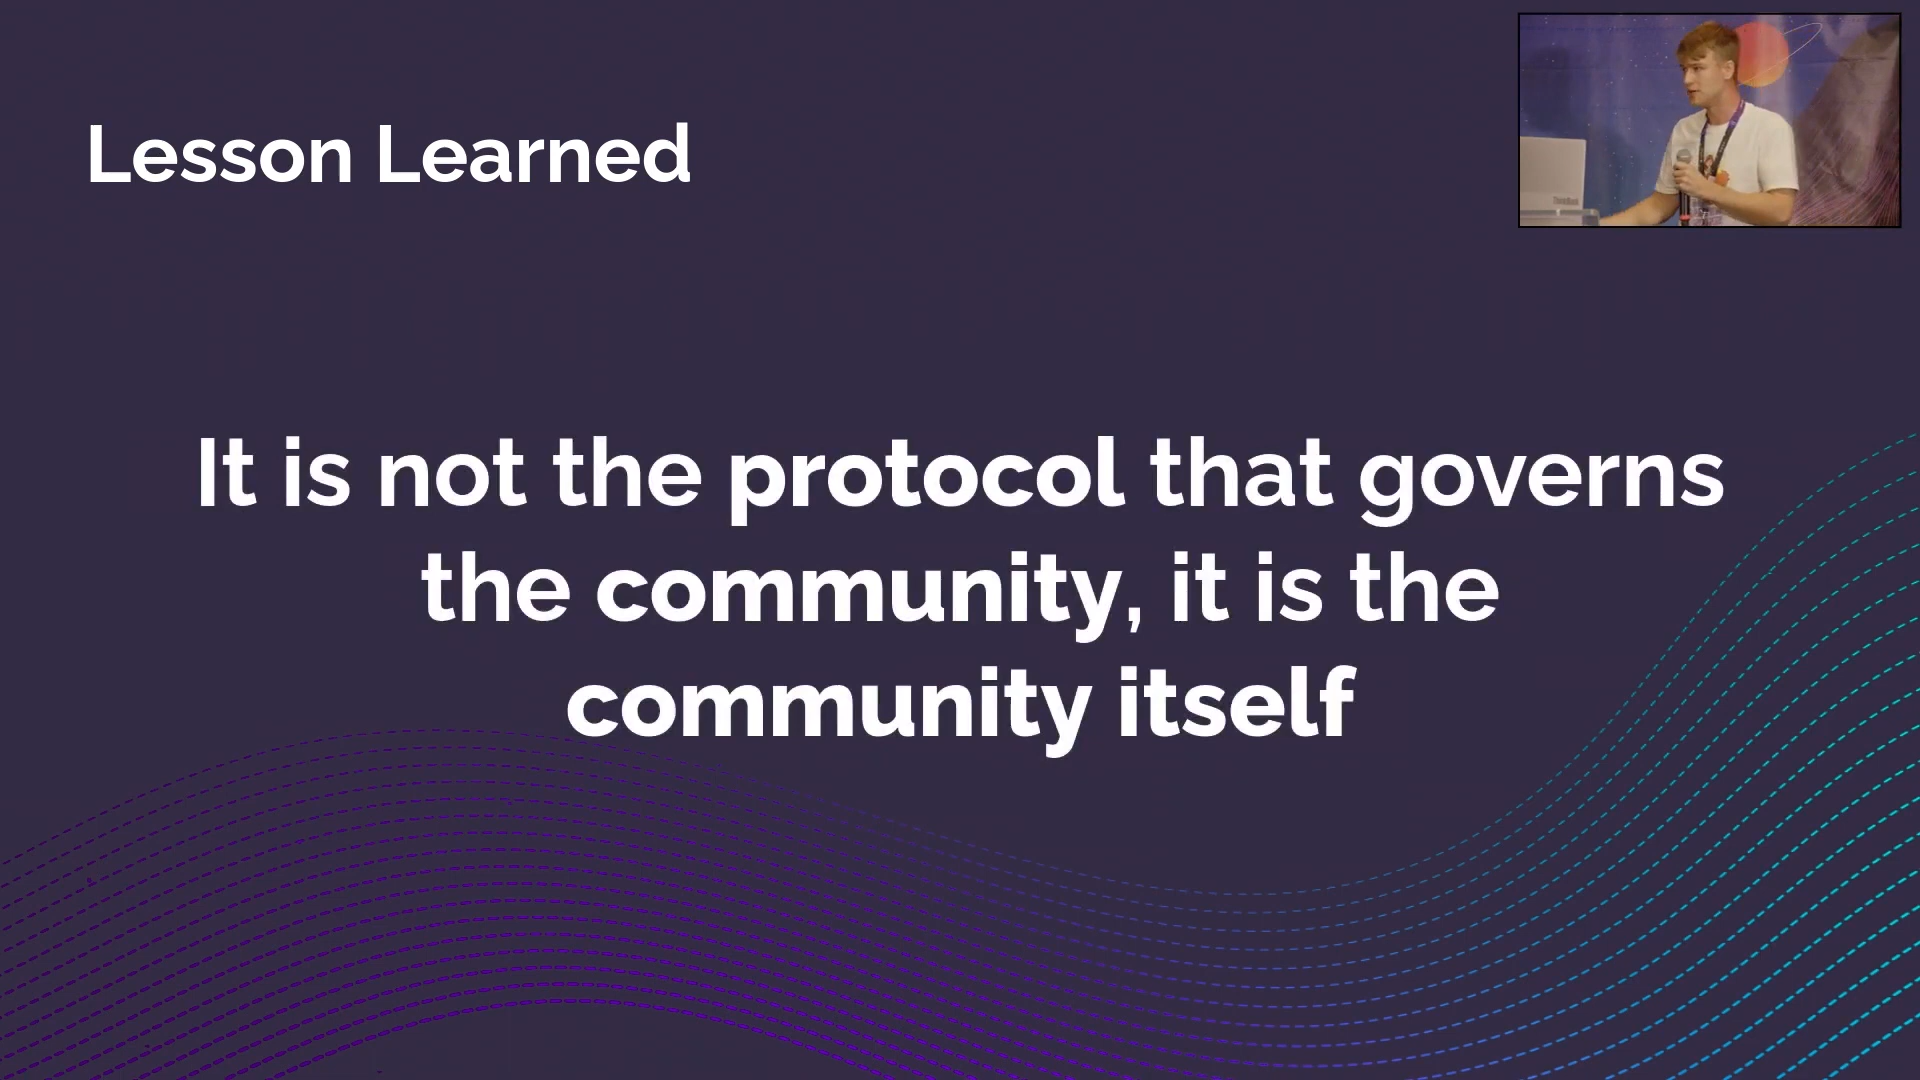 Lesson Learned
It is not the protocol that governs
the community, it is the
community itself